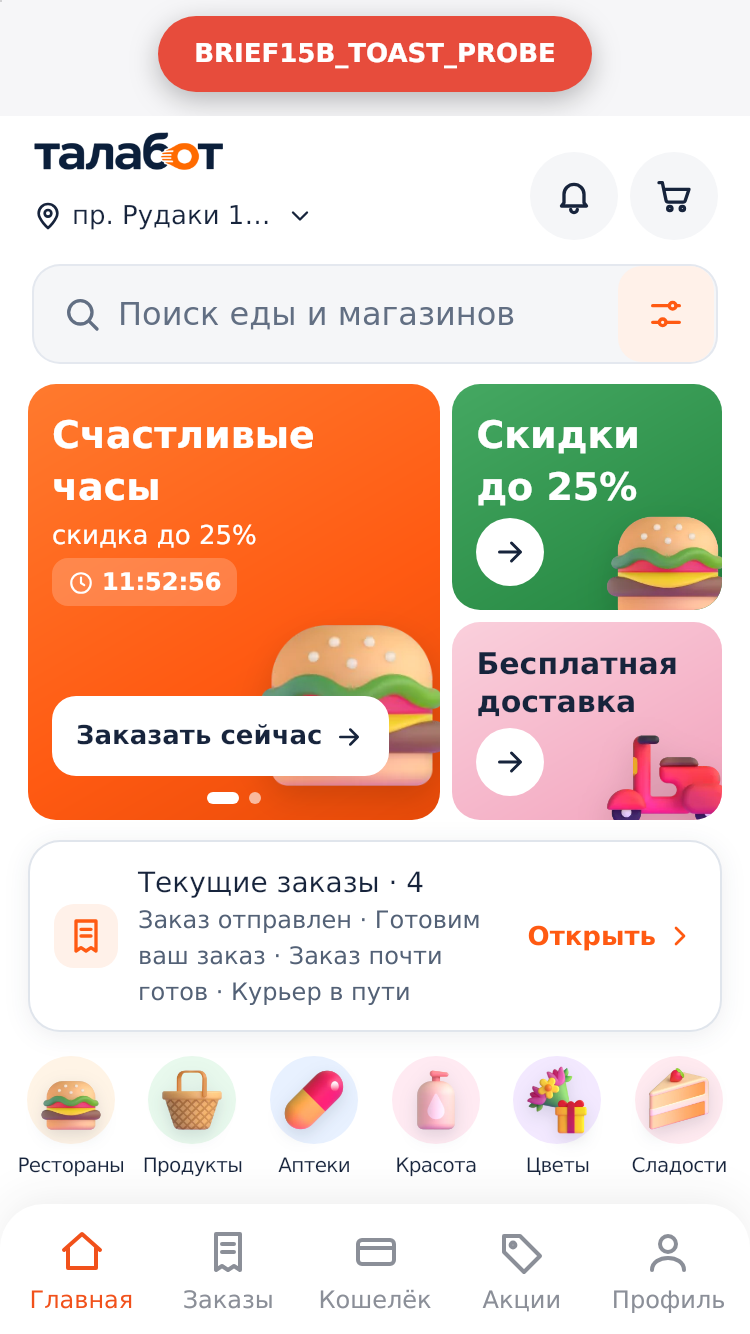 BRIEF15B_TOAST_PROBE
талабот
пр. Рудаки 1...
Поиск еды и магазинов
Счастливые
часы
скидка до 25%
11:52:56
Заказать сейчас
Скидки
до 25%
Бесплатная
доставка
Текущие заказы · 4
Заказ отправлен · Готовим
ваш заказ · Заказ почти
готов · Курьер в пути
Открыть
Рестораны
Продукты
Аптеки
Красота
Цветы
Сладости
Главная
Заказы
Кошелёк
Акции
Профиль